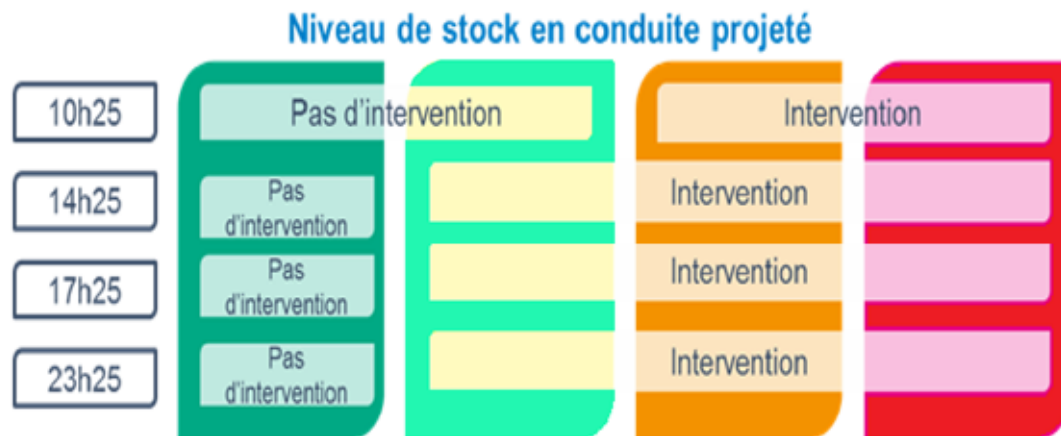 Niveau de stock en conduite projeté
10h25
Pas d'intervention
Intervention
14h25
Pas
d'intervention
Intervention
17h25
Pas
d'intervention
Intervention
23h25
Pas
d'intervention
Intervention